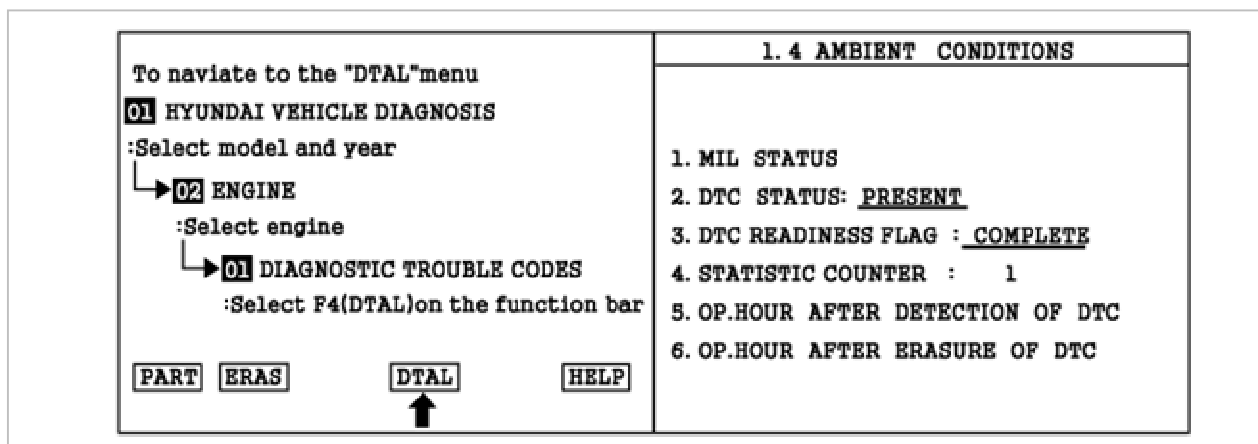 To naviate to the "DTAL"menu
01 HYUNDAI VEHICLE DIAGNOSIS
:Select model and year
02 ENGINE
:Select engine
01 DIAGNOSTIC TROUBLE CODES
:Select F4(DTAL)on the function bar
PART ERAS DTAL HELP
1.4 AMBIENT CONDITIONS
1. MIL STATUS
2. DTC STATUS: PRESENT
3. DTC READINESS FLAG : COMPLETE
4. STATISTIC COUNTER : 1
5. OP.HOUR AFTER DETECTION OF DTC
6. OP.HOUR AFTER ERASURE OF DTC